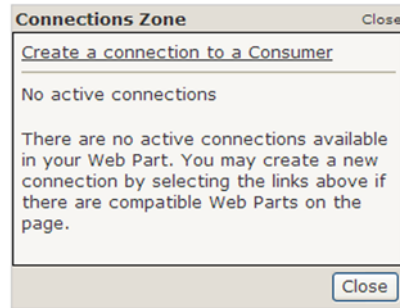 Connections Zone Close
Create a connection to a Consumer
No active connections
There are no active connections available
in your Web Part. You may create a new
connection by selecting the links above if
there are compatible Web Parts on the
page.
Close